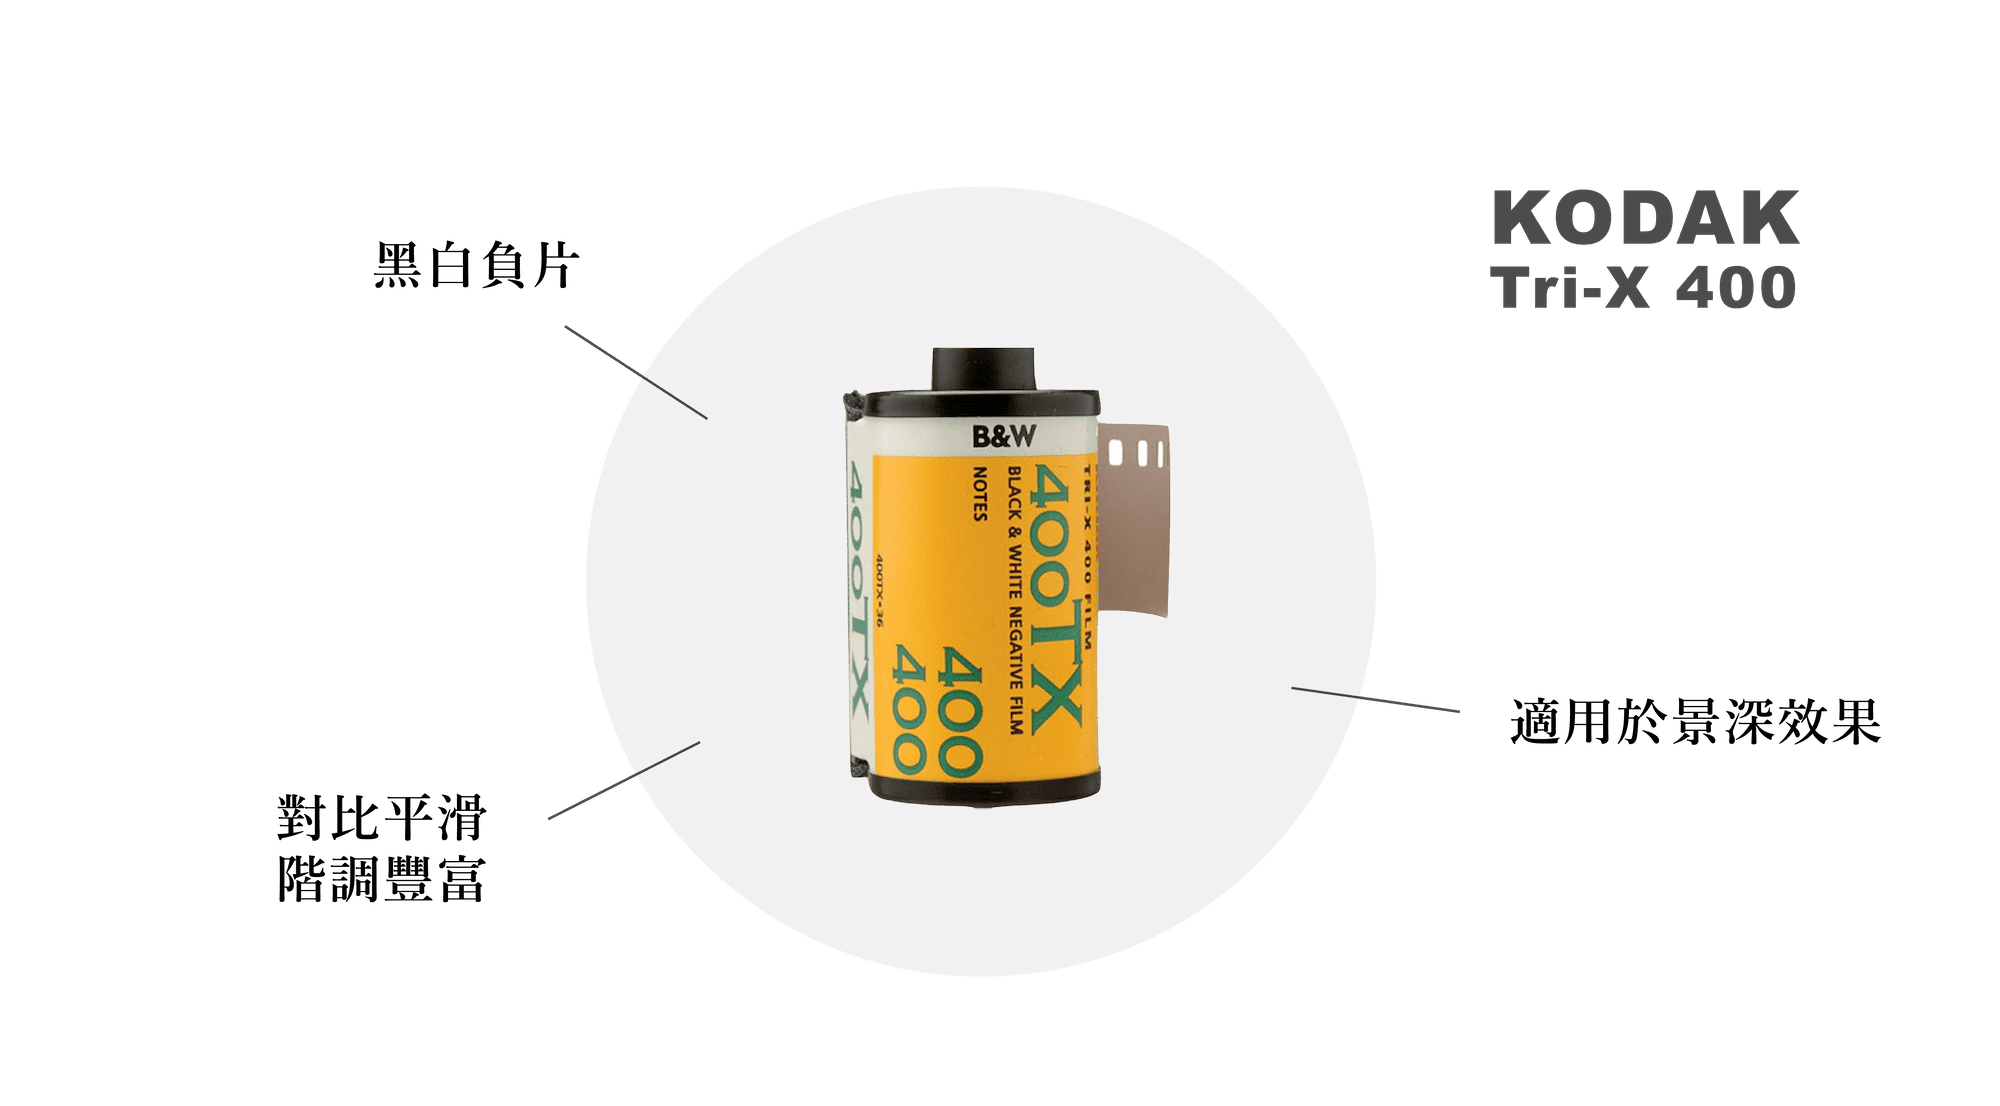 KODAK
Tri-X 400
黑白負片
B&W
400TX
400TX-36
NOTES
BLACK & WHITE NEGATIVE FILM
400TX
TRI-X 400 FILM
400
400
適用於景深效果
對比平滑
階調豐富